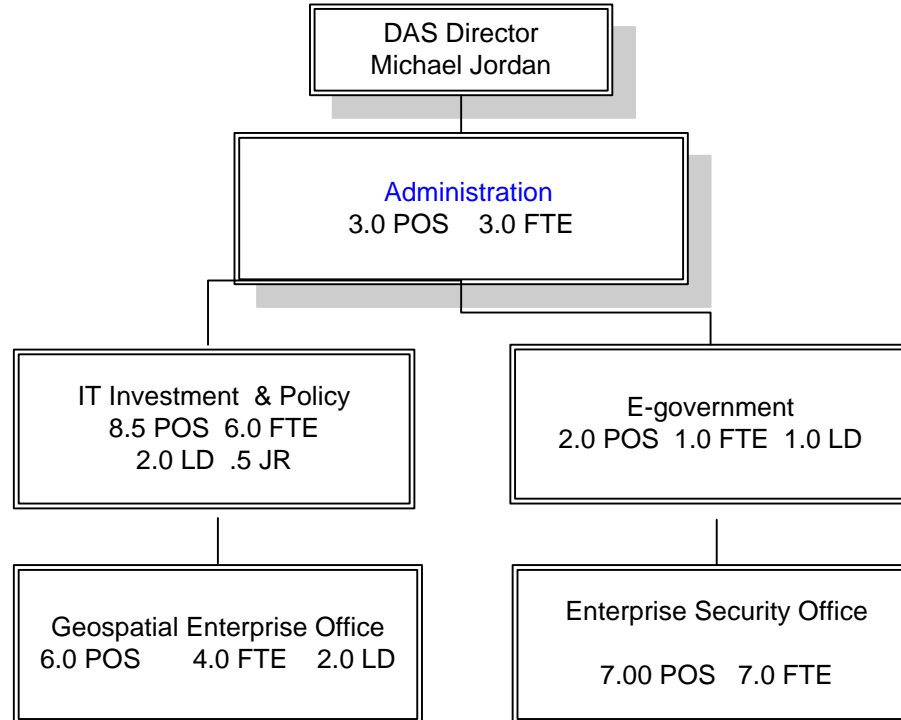 DAS Director
Michael Jordan
Administration
3.0 POS 3.0 FTE
IT Investment & Policy
8.5 POS 6.0 FTE
2.0 LD .5 JR
E-government
2.0 POS 1.0 FTE 1.0 LD
Geospatial Enterprise Office
6.0 POS 4.0 FTE 2.0 LD
Enterprise Security Office
7.00 POS 7.0 FTE